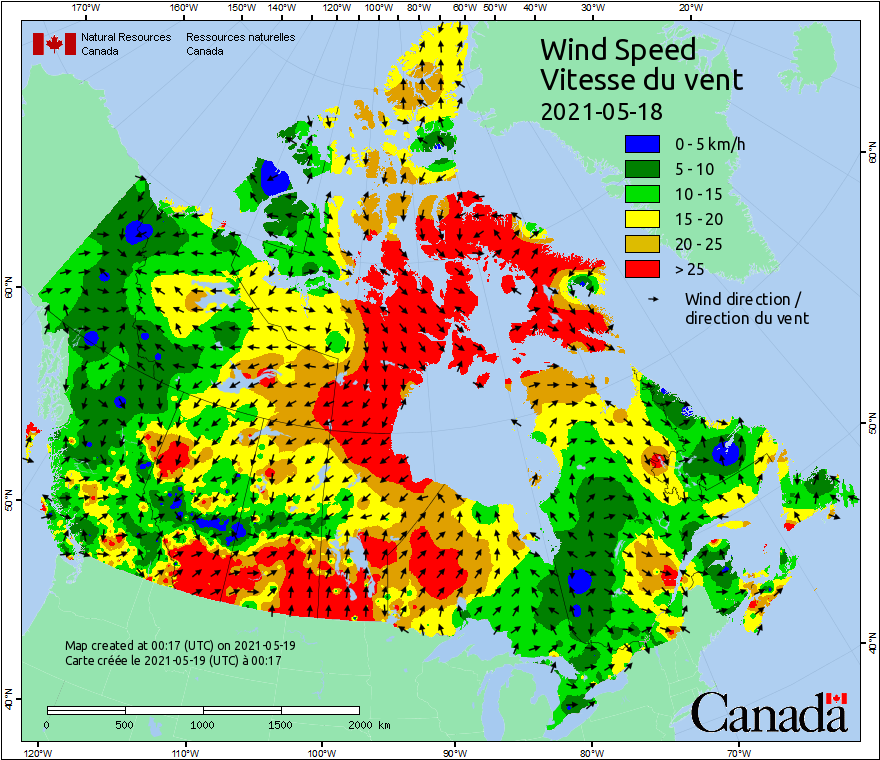 170°W 160°W 150°W 140°W 130°W 120°W 110°W 100°W 90°W 80°W 70°W 60°W 50°W 40°W 30°W 20°W
Natural Resources Ressources naturelles
Canada Canada
Wind Speed
Vitesse du vent
2021-05-18
0 - 5 km/h
5 - 10
10 - 15
15 - 20
20 - 25
> 25
Wind direction /
direction du vent
60°N 60°N
50°N 50°N
40°N 40°N
Map created at 00:17 (UTC) on 2021-05-19
Carte créée le 2021-05-19 (UTC) à 00:17
0 500 1000 1500 2000 km
Canada
120°W 110°W 100°W 90°W 80°W 70°W